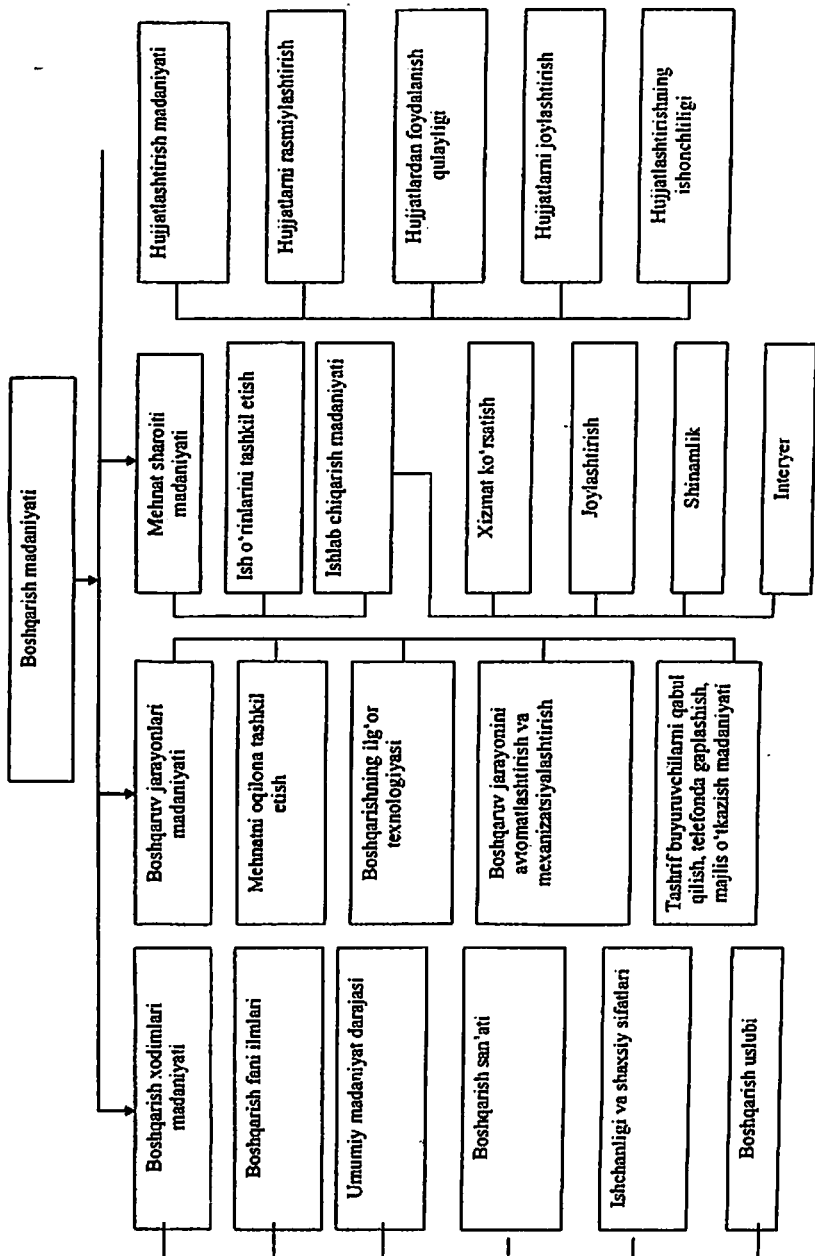 Boshqarish madaniyati
Boshqarish xodimlari
madaniyati
Boshqarish fani ilmlari
Umumiy madaniyat darajasi
Boshqarish san'ati
Ishchanligi va shaxsiy sifatlari
Boshqarish uslubi
Boshqaruv jarayonlari
madaniyati
Mehnatni oqilona tashkil
etish
Boshqarishning ilg'or
texnologiyasi
Boshqaruv jarayonini
avtomatlashtirish va
mexanizatsiyalashtirish
Tashrif buyuruvchilarni qabul
qilish, telefonda gaplashish,
majlis o'tkazish madaniyati
Mehnat sharoiti
madaniyati
Ish o'rinlarini tashkil etish
Ishlab chiqarish madaniyati
Xizmat ko'rsatish
Joylashtirish
Shinamlik
Interyer
Hujjatlashtirish madaniyati
Hujjatlarni rasmiylashtirish
Hujjatlardan foydalanish
qulayligi
Hujjatlarni joylashtirish
Hujjatlashtirishning
ishonchliligi